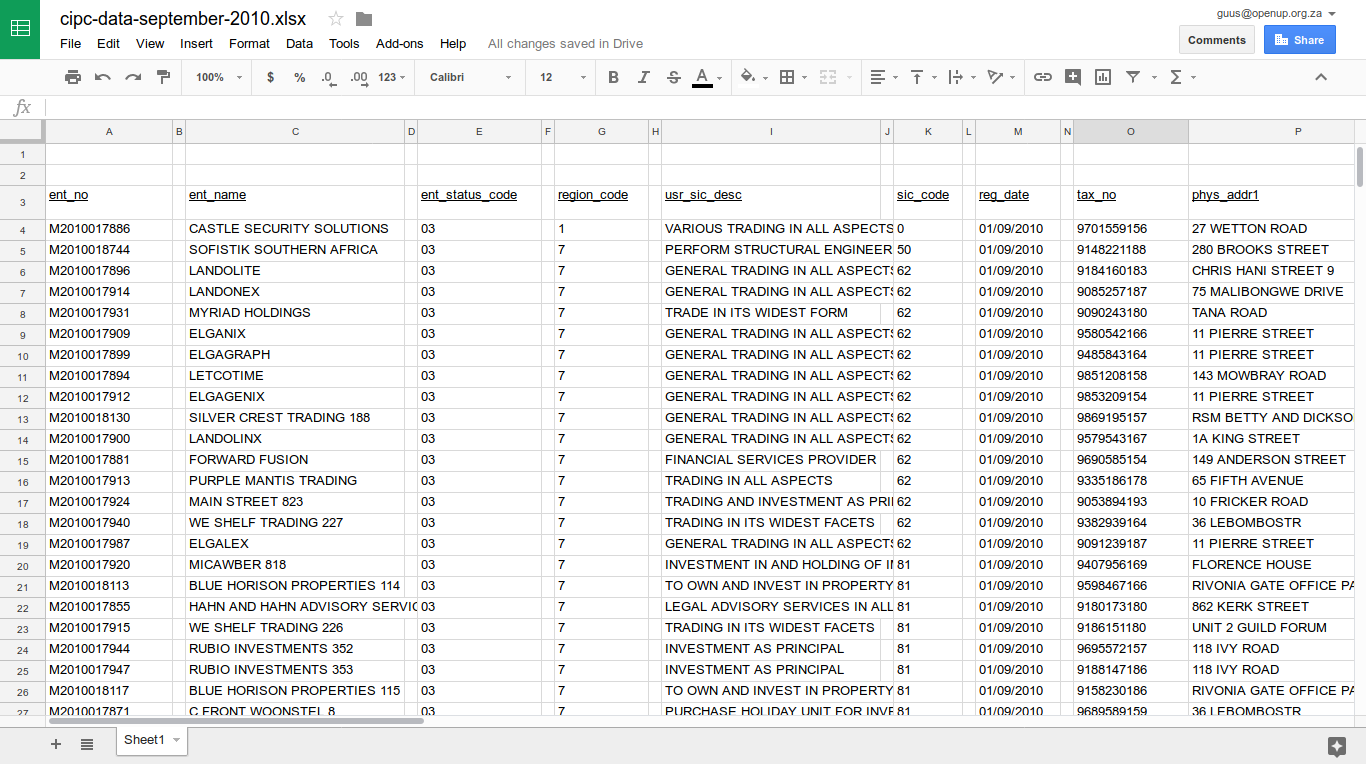 cipc-data-september-2010.xlsx
guus@openup.org.za
File Edit View Insert Format Data Tools Add-ons Help All changes saved in Drive
Comments Share
100% $ % .0 .00 123 Calibri 12 B I S A
fx
A B C D E F G H I J K L M N O P
1
2
3 ent_no ent_name ent_status_code region_code usr_sic_desc sic_code reg_date tax_no phys_addr1
4 M2010017886 CASTLE SECURITY SOLUTIONS 03 1 VARIOUS TRADING IN ALL ASPECTS 0 01/09/2010 9701559156 27 WETTON ROAD
5 M2010018744 SOFISTIK SOUTHERN AFRICA 03 7 PERFORM STRUCTURAL ENGINEER 50 01/09/2010 9148221188 280 BROOKS STREET
6 M2010017896 LANDOLITE 03 7 GENERAL TRADING IN ALL ASPECTS 62 01/09/2010 9184160183 CHRIS HANI STREET 9
7 M2010017914 LANDONEX 03 7 GENERAL TRADING IN ALL ASPECTS 62 01/09/2010 9085257187 75 MALIBONGWE DRIVE
8 M2010017931 MYRIAD HOLDINGS 03 7 TRADE IN ITS WIDEST FORM 62 01/09/2010 9090243180 TANA ROAD
9 M2010017909 ELGANIX 03 7 GENERAL TRADING IN ALL ASPECTS 62 01/09/2010 9580542166 11 PIERRE STREET
10 M2010017899 ELGAGRAPH 03 7 GENERAL TRADING IN ALL ASPECTS 62 01/09/2010 9485843164 11 PIERRE STREET
11 M2010017894 LETCOTIME 03 7 GENERAL TRADING IN ALL ASPECTS 62 01/09/2010 9851208158 143 MOWBRAY ROAD
12 M2010017912 ELGAGENIX 03 7 GENERAL TRADING IN ALL ASPECTS 62 01/09/2010 9853209154 11 PIERRE STREET
13 M2010018130 SILVER CREST TRADING 188 03 7 GENERAL TRADING IN ALL ASPECTS 62 01/09/2010 9869195157 RSM BETTY AND DICKSO
14 M2010017900 LANDOLINX 03 7 GENERAL TRADING IN ALL ASPECTS 62 01/09/2010 9579543167 1A KING STREET
15 M2010017881 FORWARD FUSION 03 7 FINANCIAL SERVICES PROVIDER 62 01/09/2010 9690585154 149 ANDERSON STREET
16 M2010017913 PURPLE MANTIS TRADING 03 7 TRADING IN ALL ASPECTS 62 01/09/2010 9335186178 65 FIFTH AVENUE
17 M2010017924 MAIN STREET 823 03 7 TRADING AND INVESTMENT AS PRI 62 01/09/2010 9053894193 10 FRICKER ROAD
18 M2010017940 WE SHELF TRADING 227 03 7 TRADING IN ITS WIDEST FACETS 62 01/09/2010 9382939164 36 LEBOMBOSTR
19 M2010017987 ELGALEX 03 7 GENERAL TRADING IN ALL ASPECTS 62 01/09/2010 9091239187 11 PIERRE STREET
20 M2010017920 MICAWBER 818 03 7 INVESTMENT IN AND HOLDING OF I 81 01/09/2010 9407956169 FLORENCE HOUSE
21 M2010018113 BLUE HORISON PROPERTIES 114 03 7 TO OWN AND INVEST IN PROPERTY 81 01/09/2010 9598467166 RIVONIA GATE OFFICE PA
22 M2010017855 HAHN AND HAHN ADVISORY SERVIC 03 7 LEGAL ADVISORY SERVICES IN ALL 81 01/09/2010 9180173180 862 KERK STREET
23 M2010017915 WE SHELF TRADING 226 03 7 TRADING IN ITS WIDEST FACETS 81 01/09/2010 9186151180 UNIT 2 GUILD FORUM
24 M2010017944 RUBIO INVESTMENTS 352 03 7 INVESTMENT AS PRINCIPAL 81 01/09/2010 9695572157 118 IVY ROAD
25 M2010017947 RUBIO INVESTMENTS 353 03 7 INVESTMENT AS PRINCIPAL 81 01/09/2010 9188147186 118 IVY ROAD
26 M2010018117 BLUE HORISON PROPERTIES 115 03 7 TO OWN AND INVEST IN PROPERTY 81 01/09/2010 9158230186 RIVONIA GATE OFFICE PA
27 M2010017871 C FRONT WOONSTEL 8 03 7 PURCHASE HOLIDAY UNIT FOR INVE 81 01/09/2010 9689589159 36 LEBOMBOSTR
Sheet1